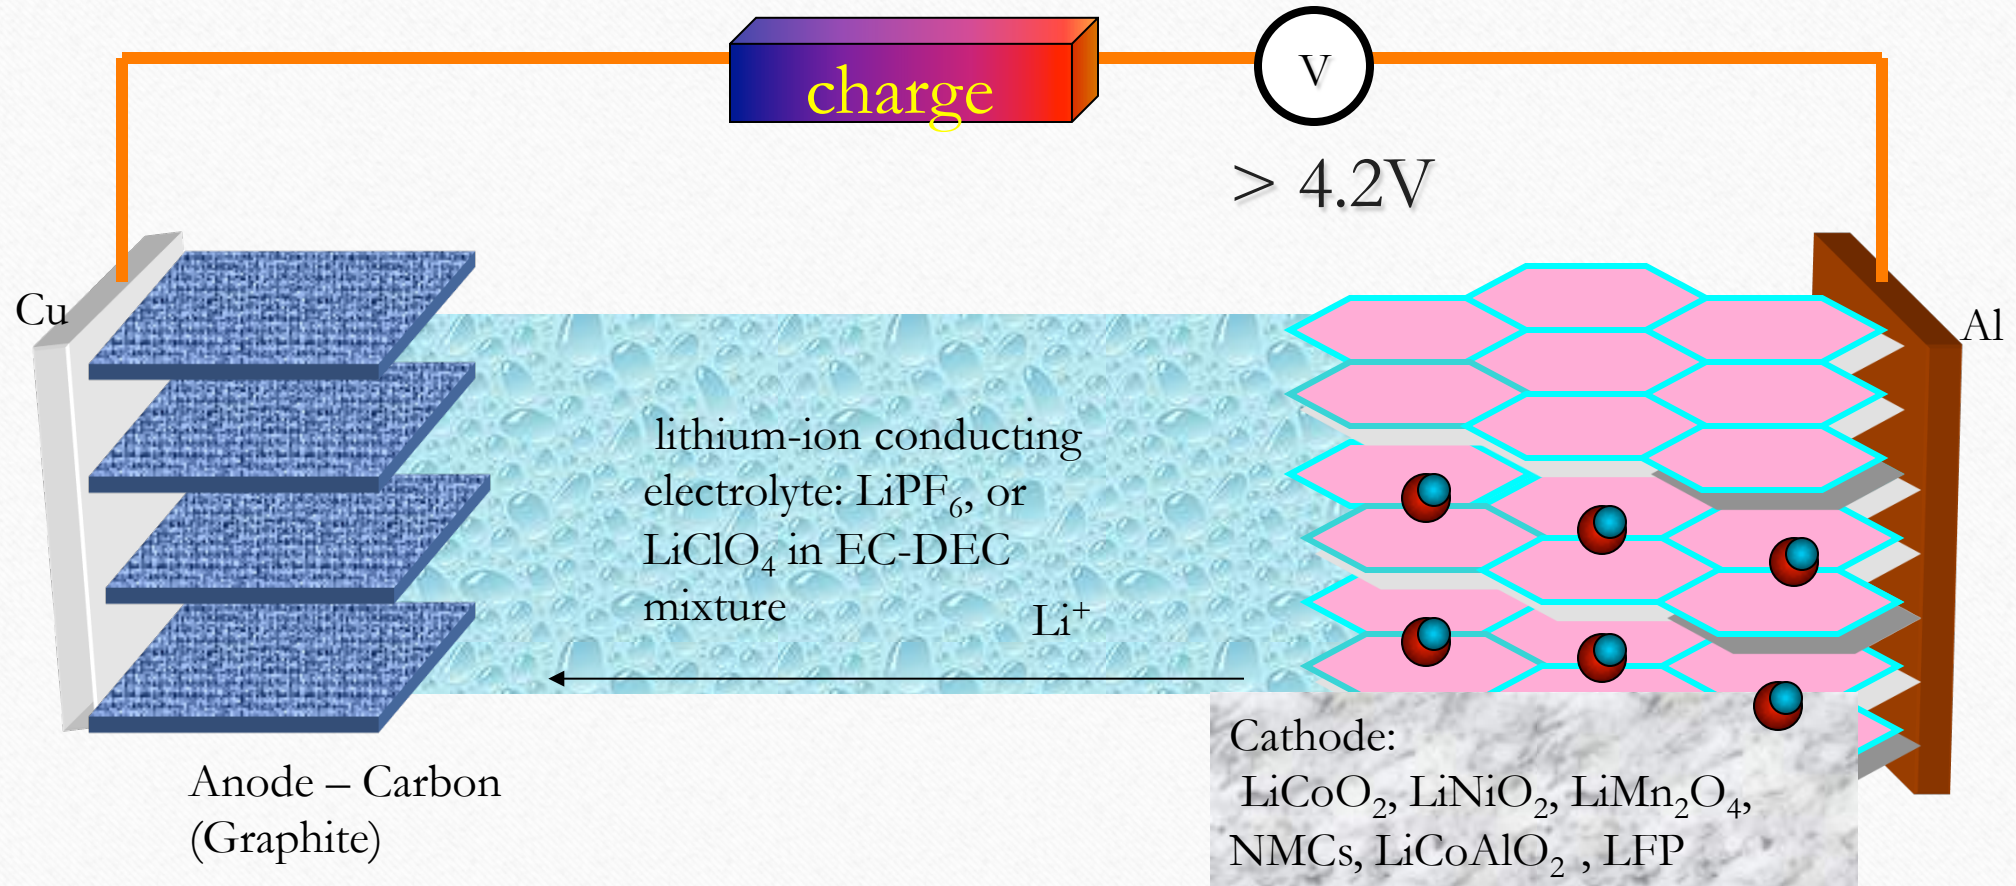 charge
V
> 4.2V
Cu
Al
lithium-ion conducting
electrolyte: LiPF₆, or
LiClO₄ in EC-DEC
mixture
Li⁺
Anode – Carbon
(Graphite)
Cathode:
LiCoO₂, LiNiO₂, LiMn₂O₄,
NMCs, LiCoAlO₂ , LFP